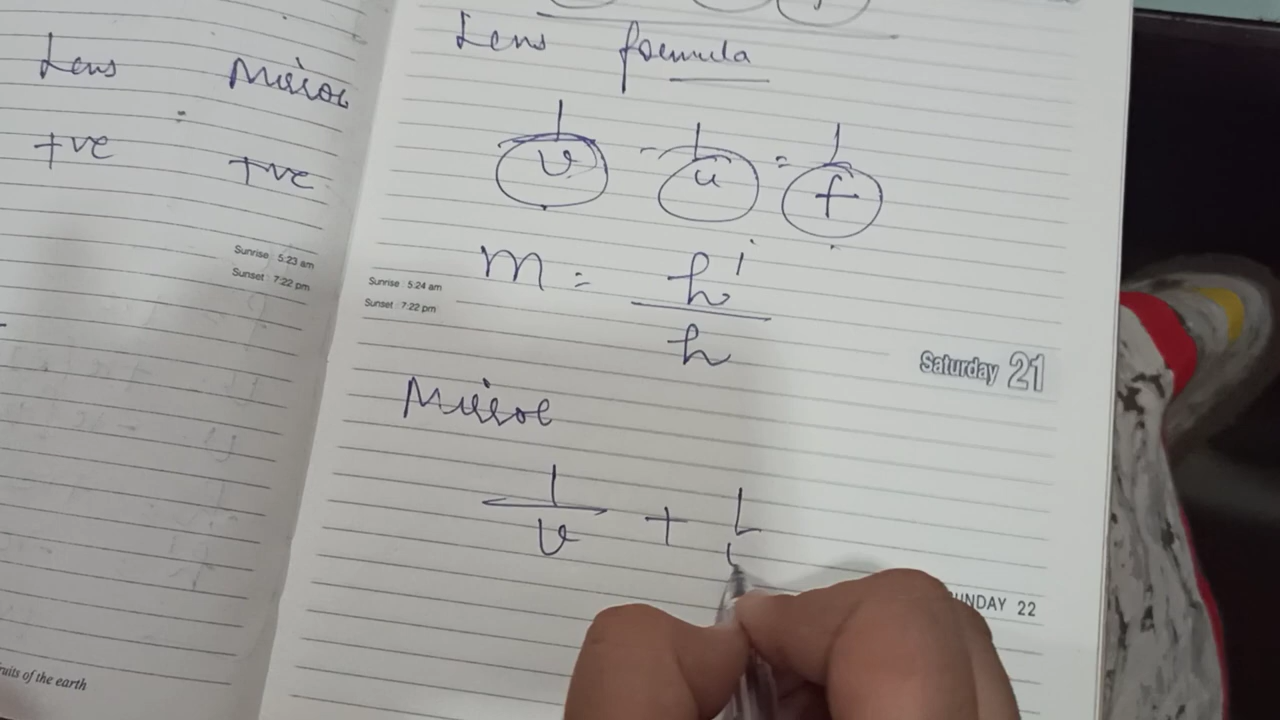 Lens Mirror
+ve +ve
Sunrise : 5:23 am
Sunset : 7:22 pm
fruits of the earth
Lens formula
1/v - 1/u = 1/f
m = h'/h
Sunrise : 5:24 am
Sunset : 7:22 pm
Saturday 21
Mirror
1/v + 1
SUNDAY 22